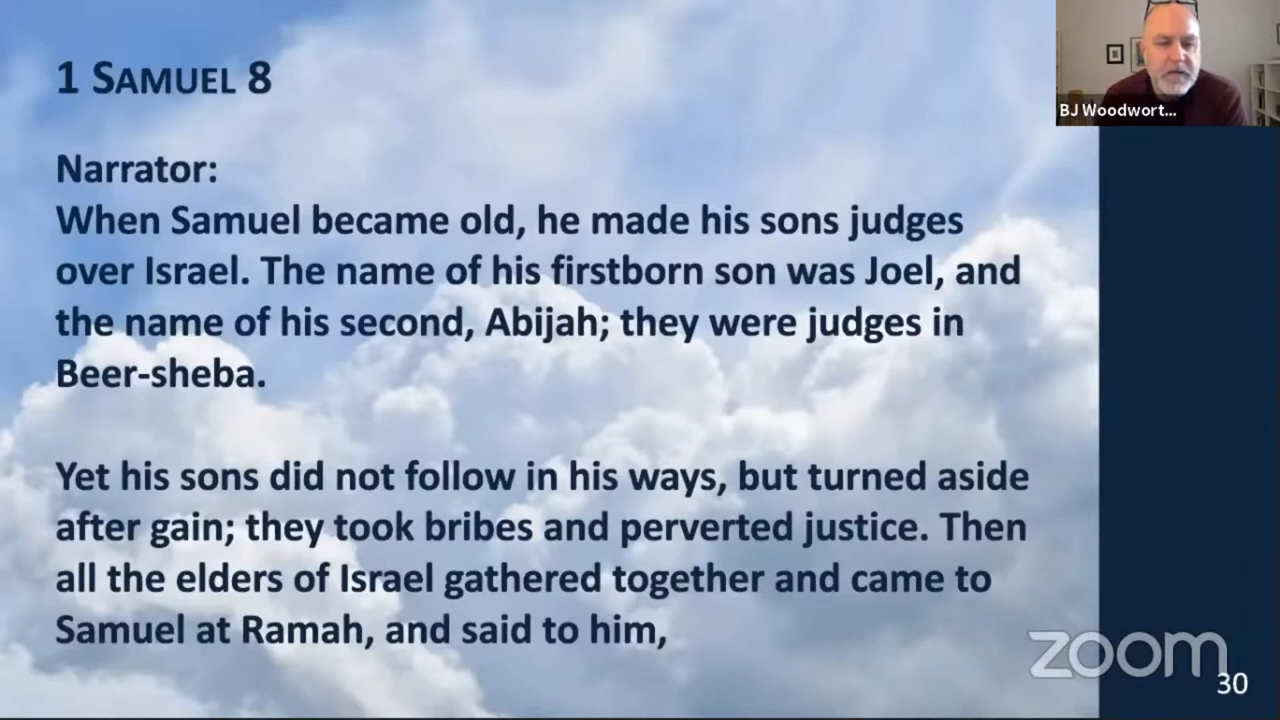 1 SAMUEL 8
BJ Woodwort...
Narrator:
When Samuel became old, he made his sons judges
over Israel. The name of his firstborn son was Joel, and
the name of his second, Abijah; they were judges in
Beer-sheba.
Yet his sons did not follow in his ways, but turned aside
after gain; they took bribes and perverted justice. Then
all the elders of Israel gathered together and came to
Samuel at Ramah, and said to him,
zoom
30